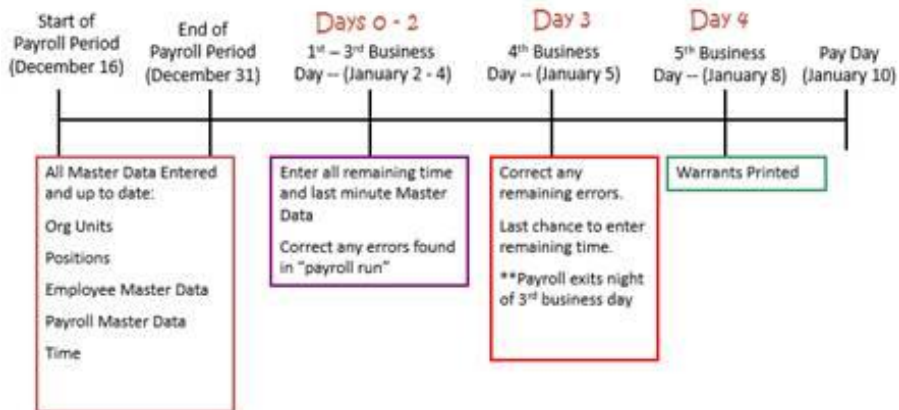 Start of
Payroll Period
(December 16)
End of
Payroll Period
(December 31)
Days 0 - 2
1st – 3rd Business
Day -- (January 2 - 4)
Day 3
4th Business
Day -- (January 5)
Day 4
5th Business
Day -- (January 8)
Pay Day
(January 10)
All Master Data Entered
and up to date:
Org Units
Positions
Employee Master Data
Payroll Master Data
Time
Enter all remaining time
and last minute Master
Data
Correct any errors found
in "payroll run"
Correct any
remaining errors.
Last chance to enter
remaining time.
**Payroll exits night
of 3rd business day
Warrants Printed